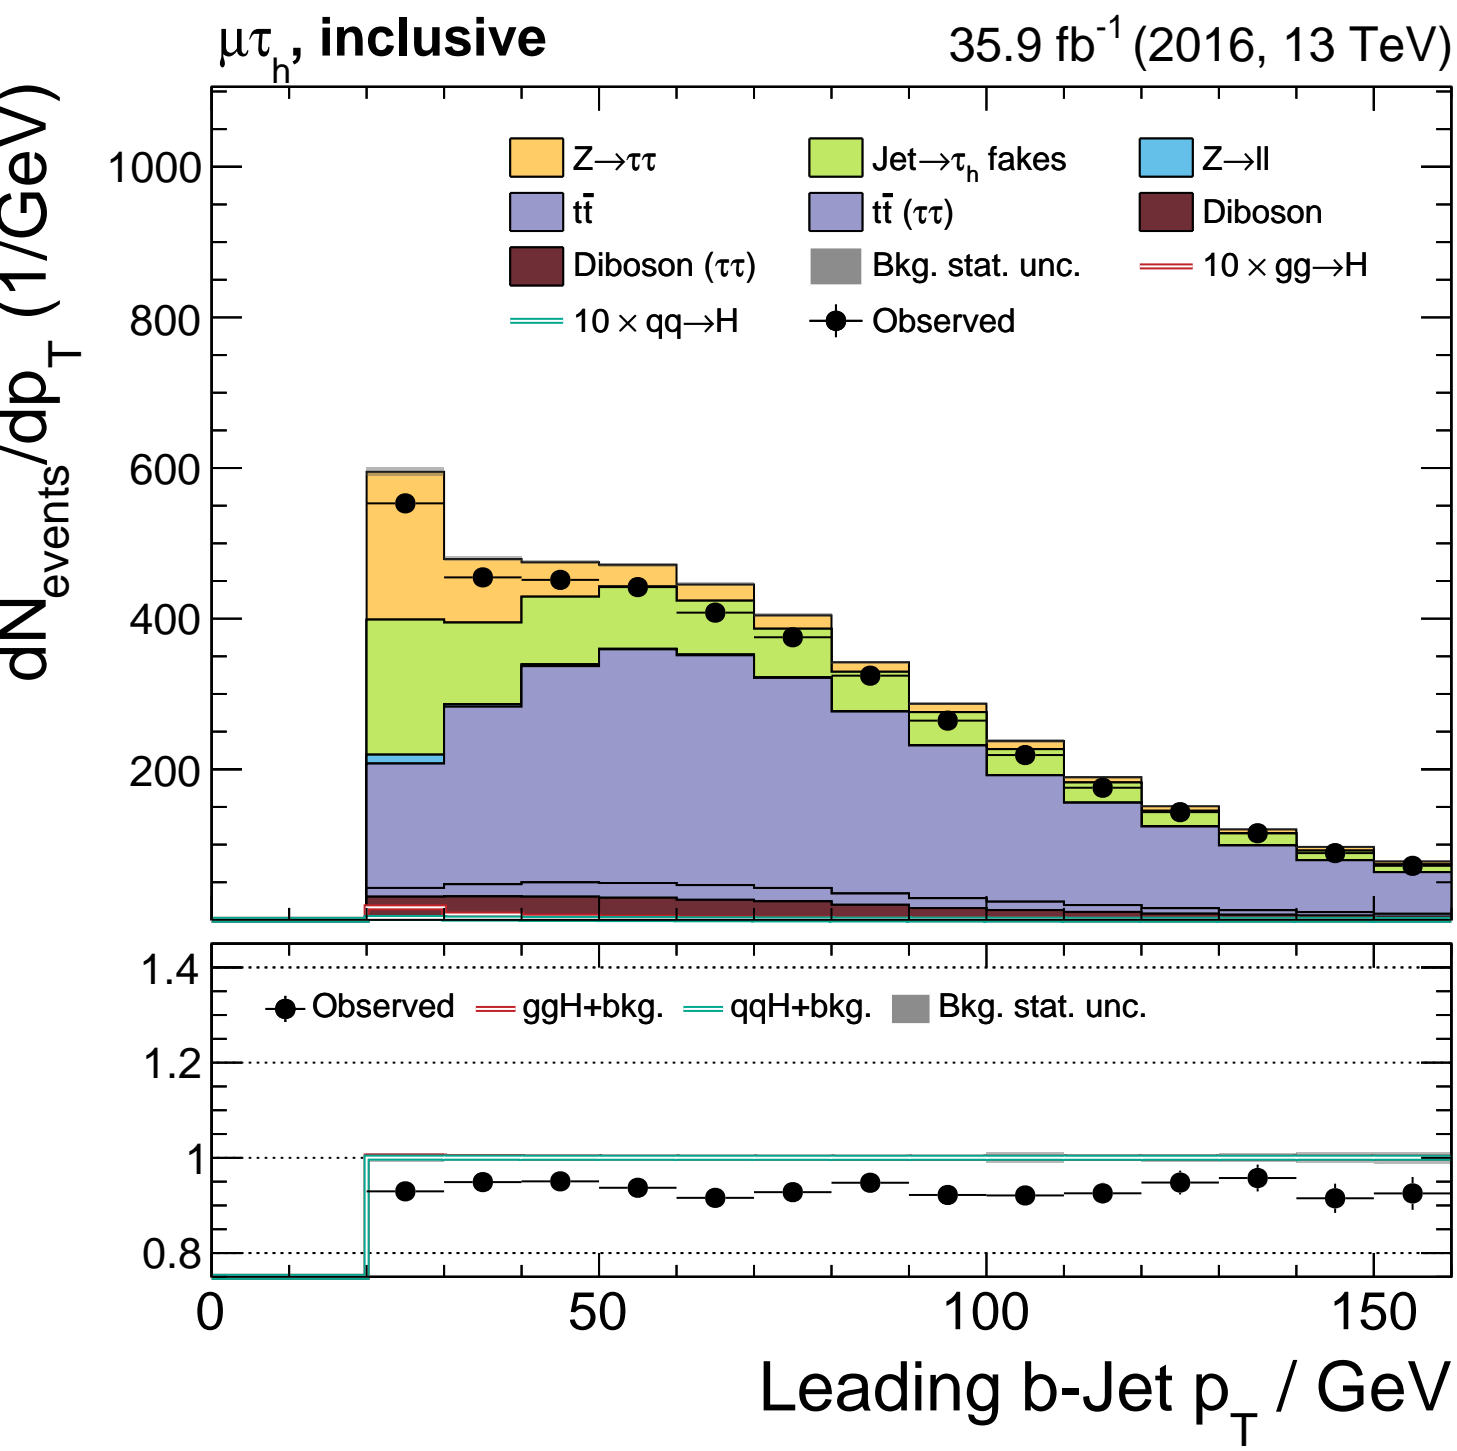 μτh, inclusive 35.9 fb-1 (2016, 13 TeV)
dNevents/dpT (1/GeV)
1000
800
600
400
200
Z→ττ Jet→τh fakes Z→ll
tt̄ tt̄ (ττ) Diboson
Diboson (ττ) Bkg. stat. unc. 10 × gg→H
10 × qq→H Observed
1.4
1.2
1
0.8
Observed ggH+bkg. qqH+bkg. Bkg. stat. unc.
0 50 100 150
Leading b-Jet pT / GeV